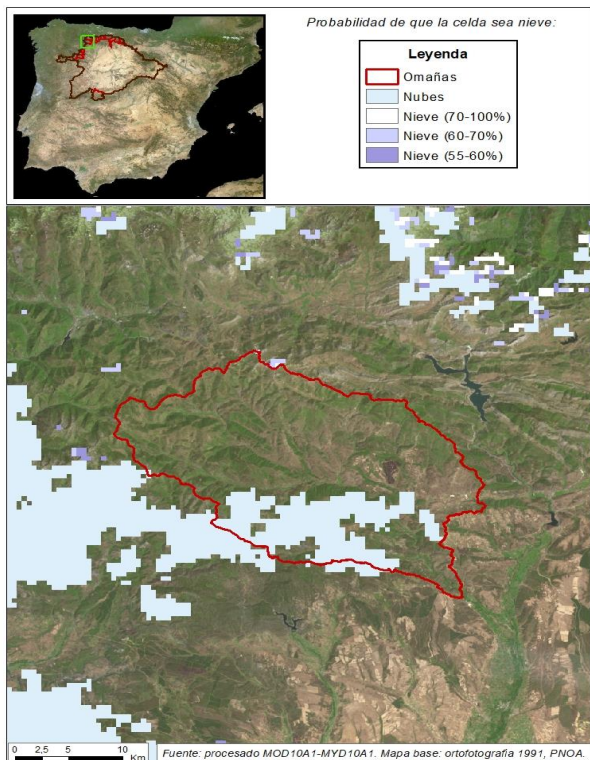 Probabilidad de que la celda sea nieve:
Leyenda
Omañas
Nubes
Nieve (70-100%)
Nieve (60-70%)
Nieve (55-60%)
0 2,5 5 10
Km
Fuente: procesado MOD10A1-MYD10A1. Mapa base: ortofotografia 1991, PNOA.